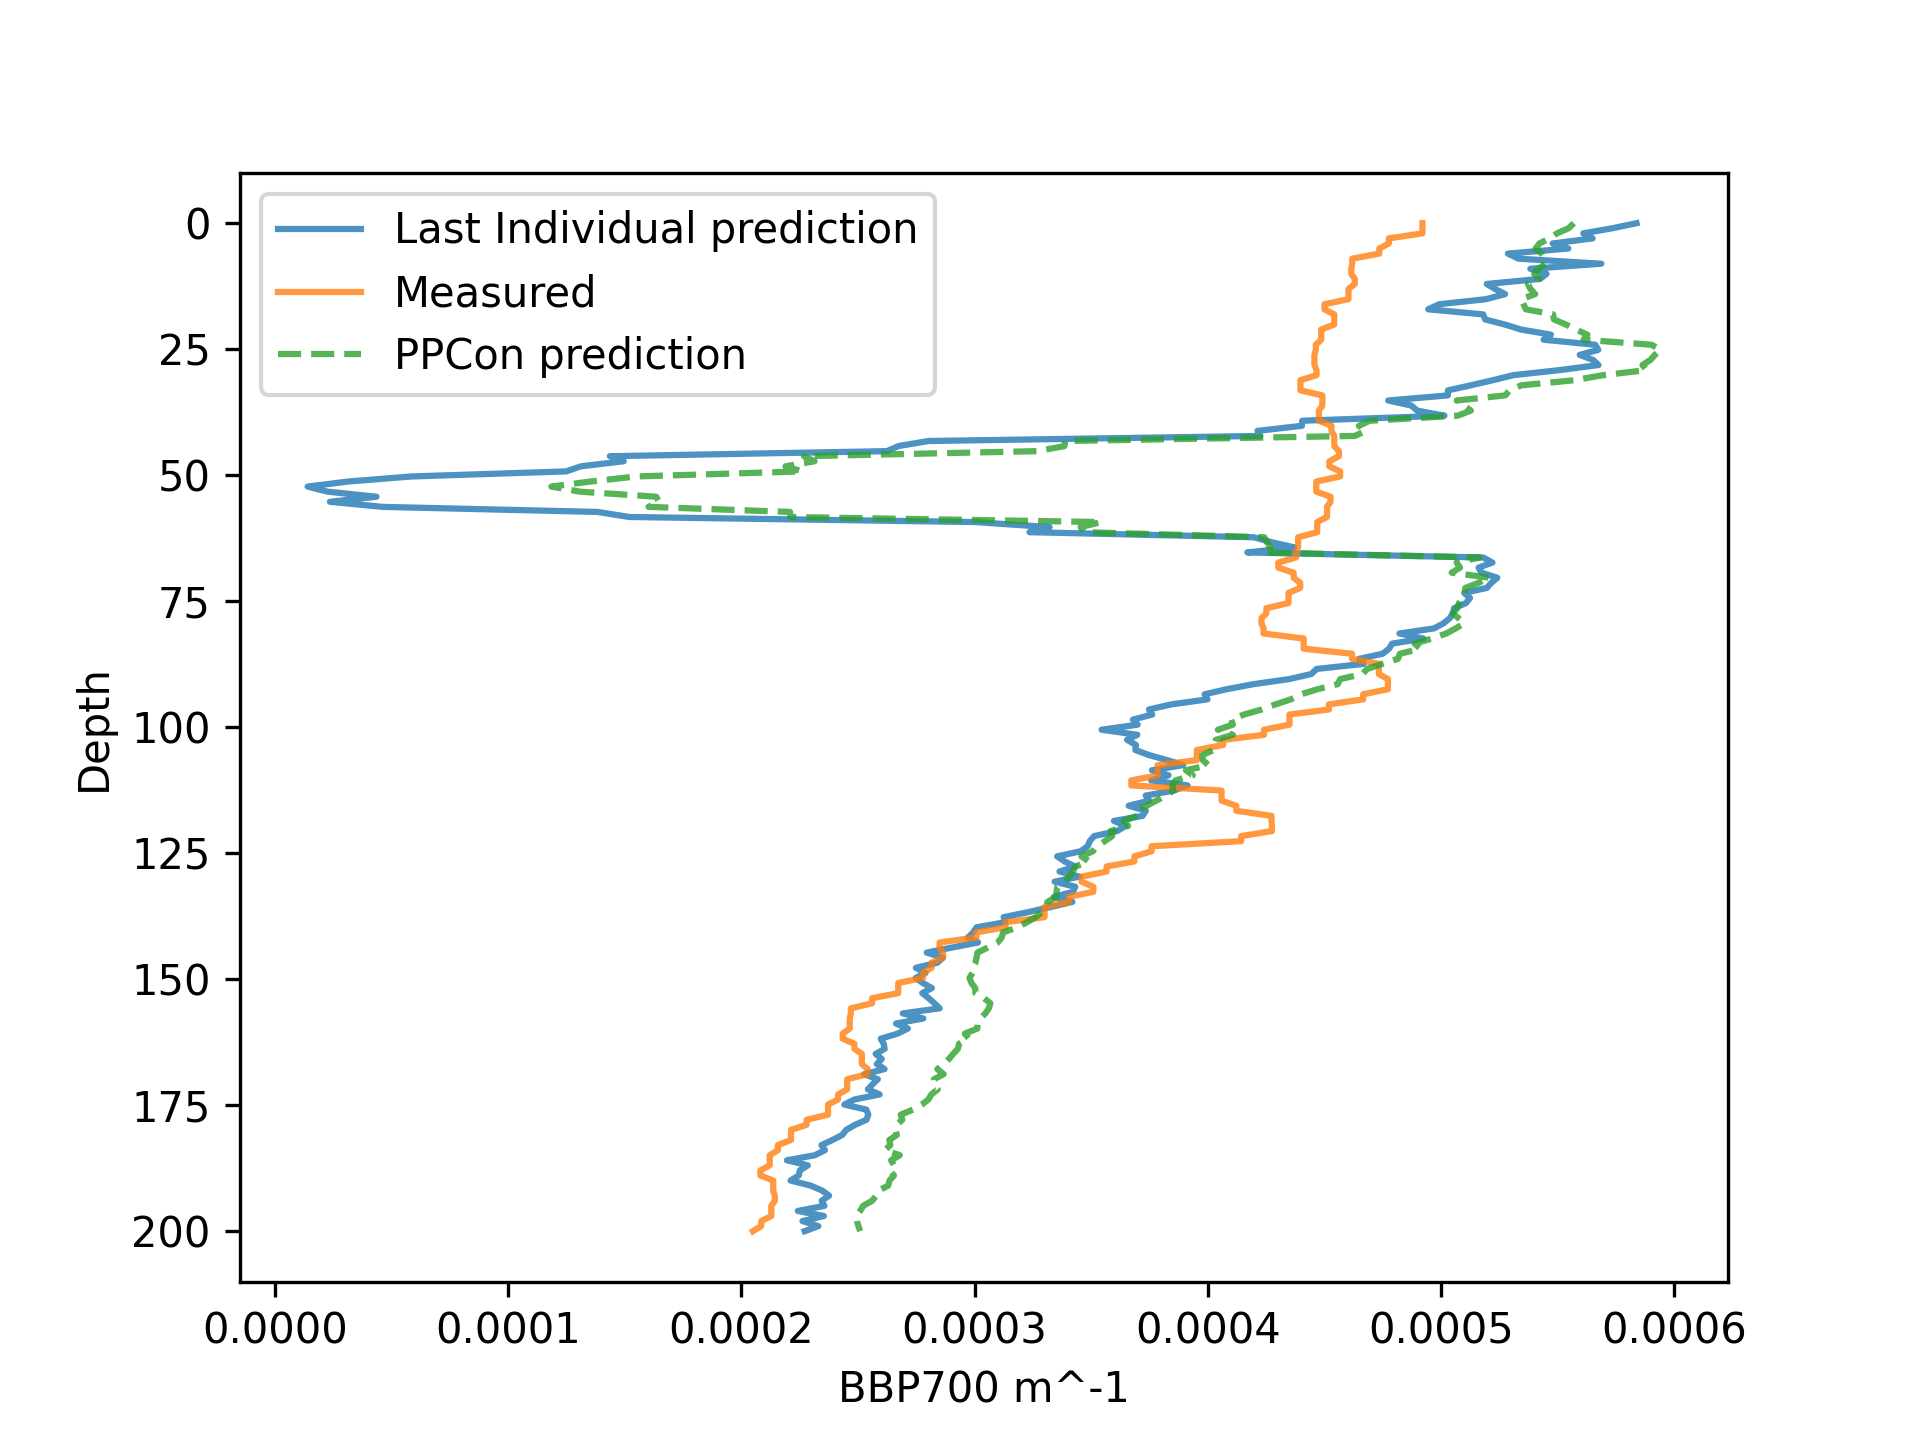 Last Individual prediction
Measured
PPCon prediction
0
25
50
75
100
125
150
175
200
Depth
0.0000 0.0001 0.0002 0.0003 0.0004 0.0005 0.0006
BBP700 m^-1